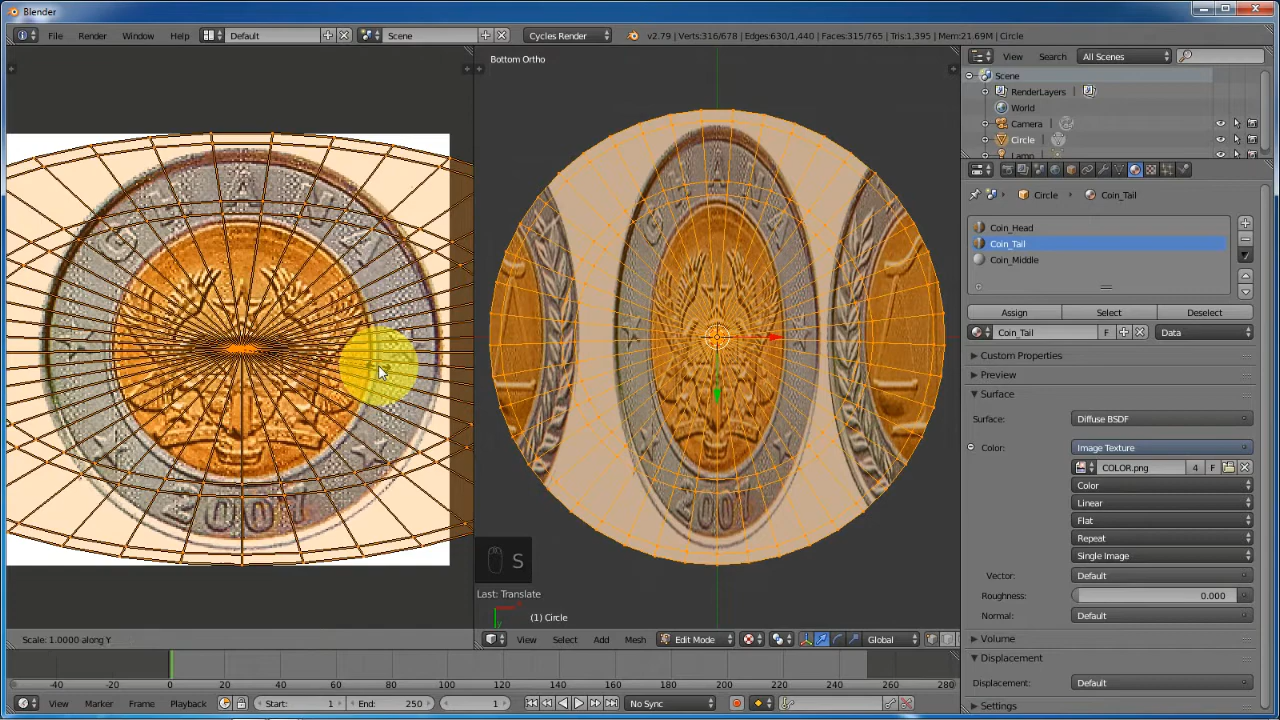 Blender
File Render Window Help Default Scene Cycles Render v2.79 | Verts:316/678 | Edges:630/1,440 | Faces:315/765 | Tris:1,395 | Mem:21.69M | Circle
View Search All Scenes
Bottom Ortho
Scene
RenderLayers
World
Camera
Circle
Lamp
Circle Coin_Tail
Coin_Head
Coin_Tail
Coin_Middle
Assign Select Deselect
Coin_Tail F Data
Custom Properties
Preview
Surface
Surface: Diffuse BSDF
Color: Image Texture
COLOR.png 4 F
Color
Linear
Flat
Repeat
Single Image
Vector: Default
Roughness: 0.000
Normal: Default
Volume
Displacement
Displacement: Default
Settings
GHANA
2007
GHANA
2007
S
Last: Translate
(1) Circle
Scale: 1.0000 along Y
View Select Add Mesh Edit Mode Global
-40 -20 0 20 40 60 80 100 120 140 160 180 200 220 240 260 280
View Marker Frame Playback Start: 1 End: 250 1 No Sync